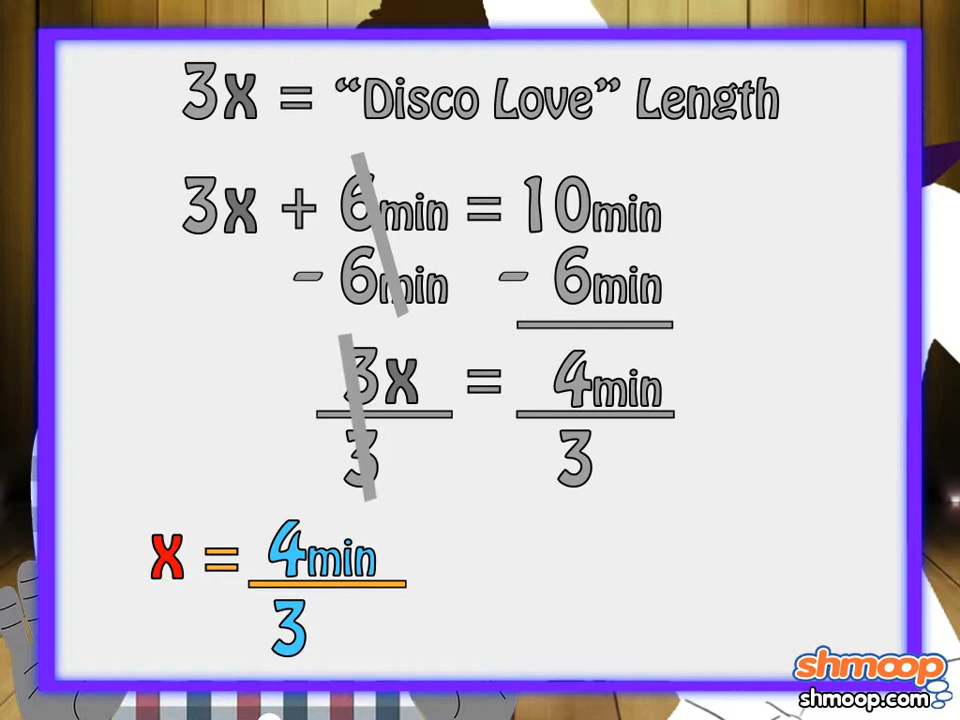 3x = “Disco Love” Length
3x + 6min = 10min
- 6min - 6min
3x = 4min
3 3
x = 4min
3
shmoop
shmoop.com